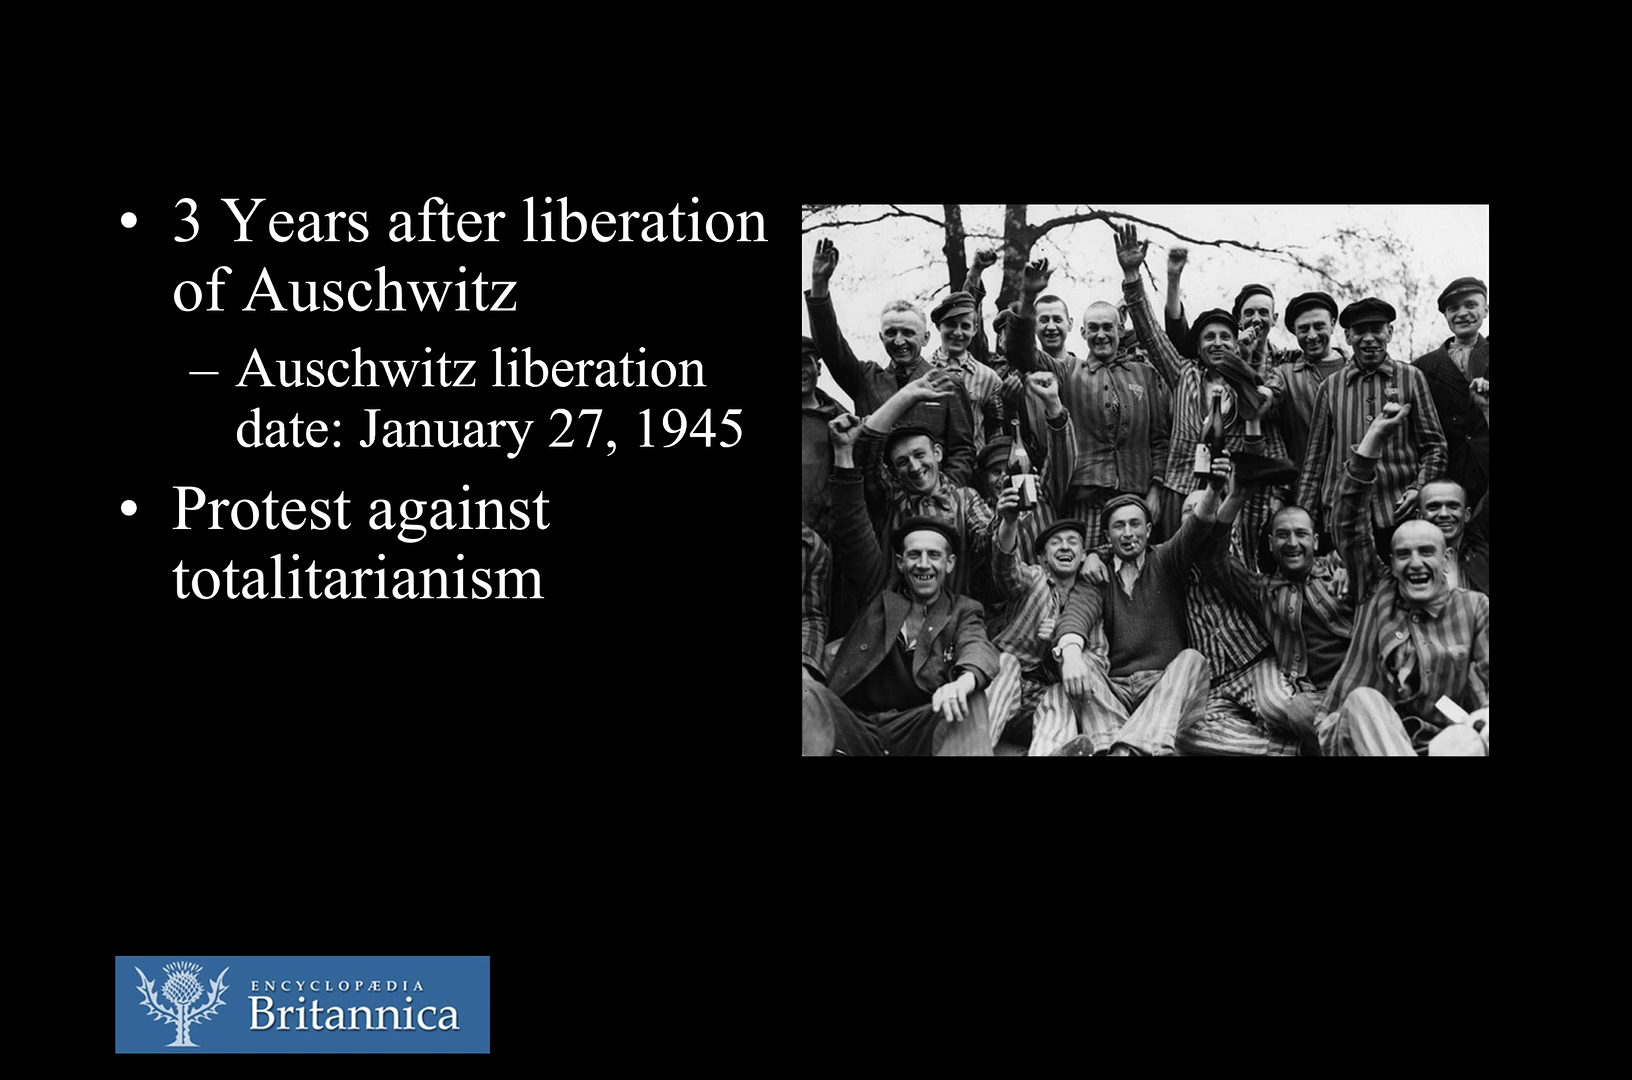 • 3 Years after liberation
of Auschwitz
– Auschwitz liberation
date: January 27, 1945
• Protest against
totalitarianism
ENCYCLOPÆDIA
Britannica